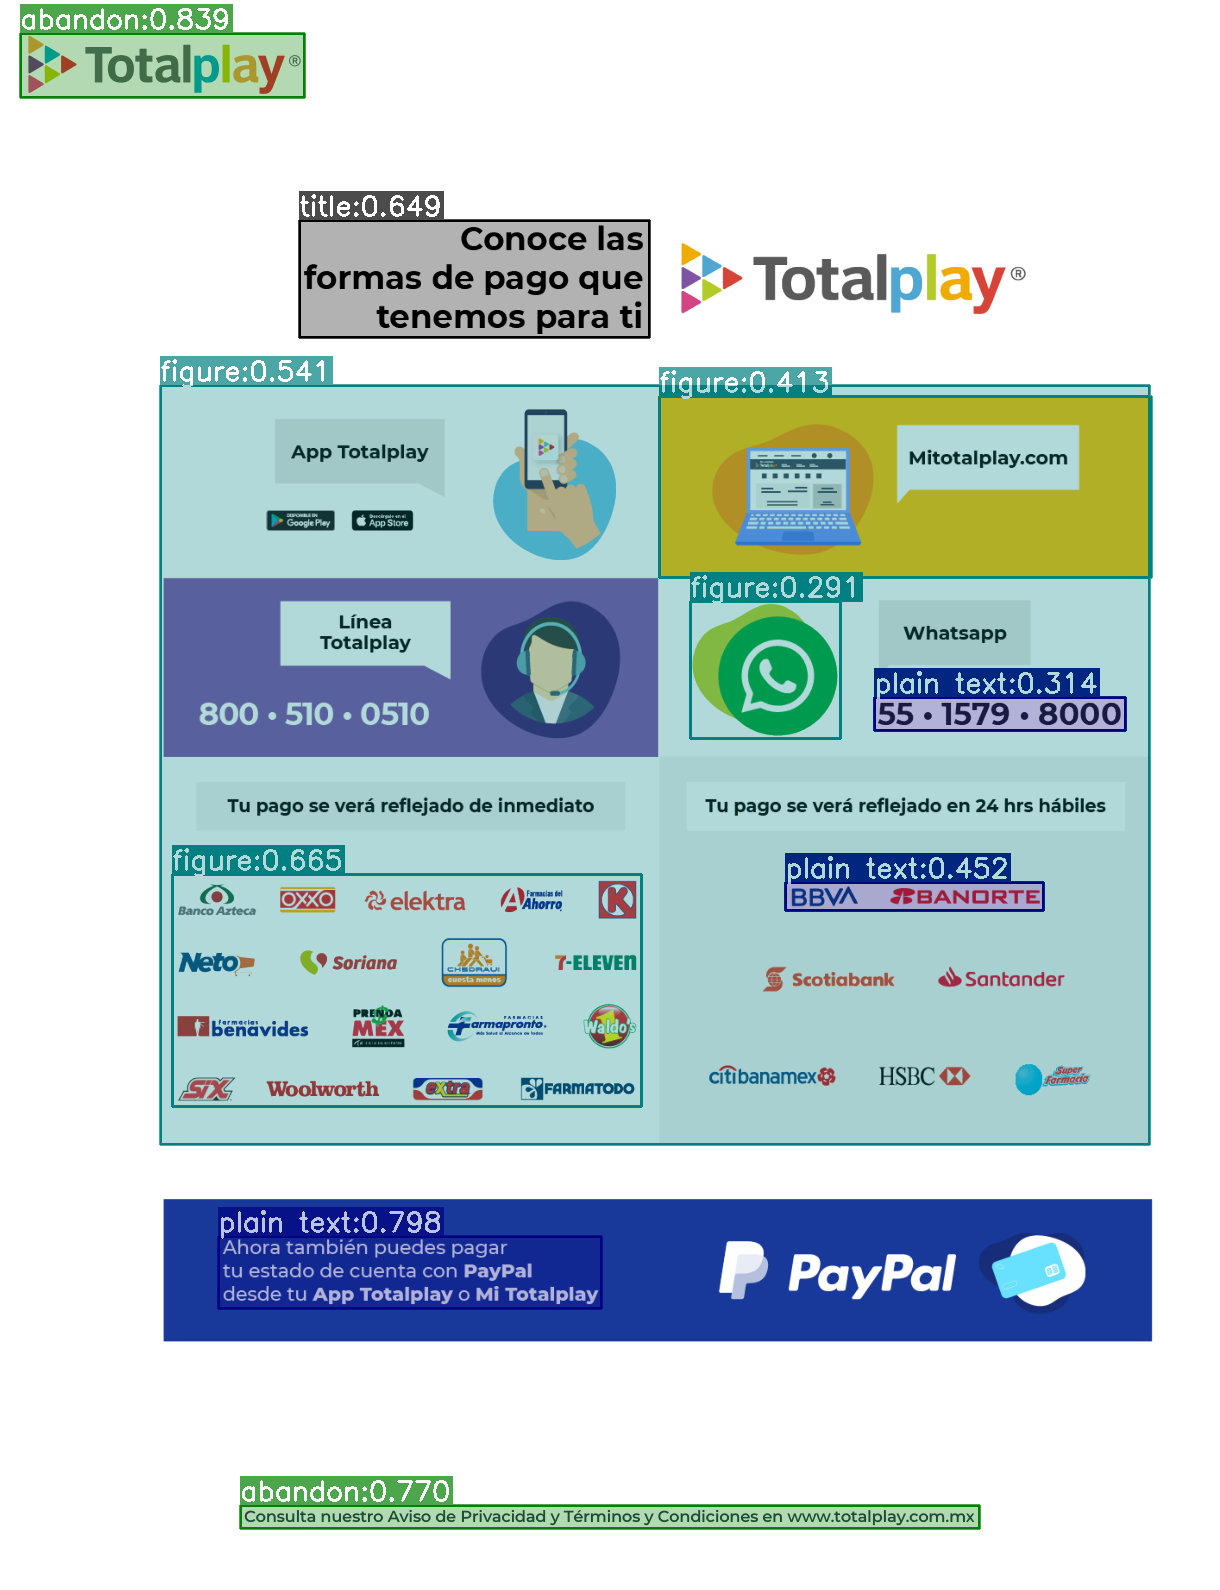 abandon:0.839
Totalplay®
title:0.649
Conoce las
formas de pago que
tenemos para ti
Totalplay®
figure:0.541
figure:0.413
App Totalplay
DISPONIBLE EN
Google Play
Descárgalo en el
App Store
Mitotalplay.com
figure:0.291
Línea
Totalplay
800 • 510 • 0510
Whatsapp
plain text:0.314
55 • 1579 • 8000
Tu pago se verá reflejado de inmediato
Tu pago se verá reflejado en 24 hrs hábiles
figure:0.665
Banco Azteca OXXO elektra Farmacias del Ahorro K
Neto Soriana CHEDRAUI cuesta menos 7-ELEVEn
farmacias benavides PRENDA MEX FARMACIAS Farmapronto. Más Salud al Alcance de Todos Waldo's
SIX Woolworth extra FARMATODO
plain text:0.452
BBVA BANORTE
Scotiabank Santander
citibanamex HSBC Super Farmacia
plain text:0.798
Ahora también puedes pagar
tu estado de cuenta con PayPal
desde tu App Totalplay o Mi Totalplay
PayPal
abandon:0.770
Consulta nuestro Aviso de Privacidad y Términos y Condiciones en www.totalplay.com.mx